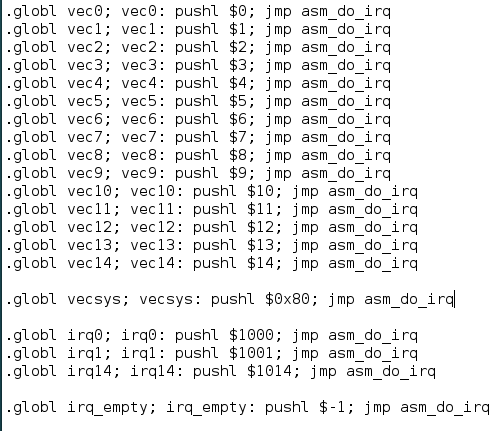 .globl vec0; vec0: pushl $0; jmp asm_do_irq
.globl vec1; vec1: pushl $1; jmp asm_do_irq
.globl vec2; vec2: pushl $2; jmp asm_do_irq
.globl vec3; vec3: pushl $3; jmp asm_do_irq
.globl vec4; vec4: pushl $4; jmp asm_do_irq
.globl vec5; vec5: pushl $5; jmp asm_do_irq
.globl vec6; vec6: pushl $6; jmp asm_do_irq
.globl vec7; vec7: pushl $7; jmp asm_do_irq
.globl vec8; vec8: pushl $8; jmp asm_do_irq
.globl vec9; vec9: pushl $9; jmp asm_do_irq
.globl vec10; vec10: pushl $10; jmp asm_do_irq
.globl vec11; vec11: pushl $11; jmp asm_do_irq
.globl vec12; vec12: pushl $12; jmp asm_do_irq
.globl vec13; vec13: pushl $13; jmp asm_do_irq
.globl vec14; vec14: pushl $14; jmp asm_do_irq
.globl vecsys; vecsys: pushl $0x80; jmp asm_do_irq
.globl irq0; irq0: pushl $1000; jmp asm_do_irq
.globl irq1; irq1: pushl $1001; jmp asm_do_irq
.globl irq14; irq14: pushl $1014; jmp asm_do_irq
.globl irq_empty; irq_empty: pushl $-1; jmp asm_do_irq